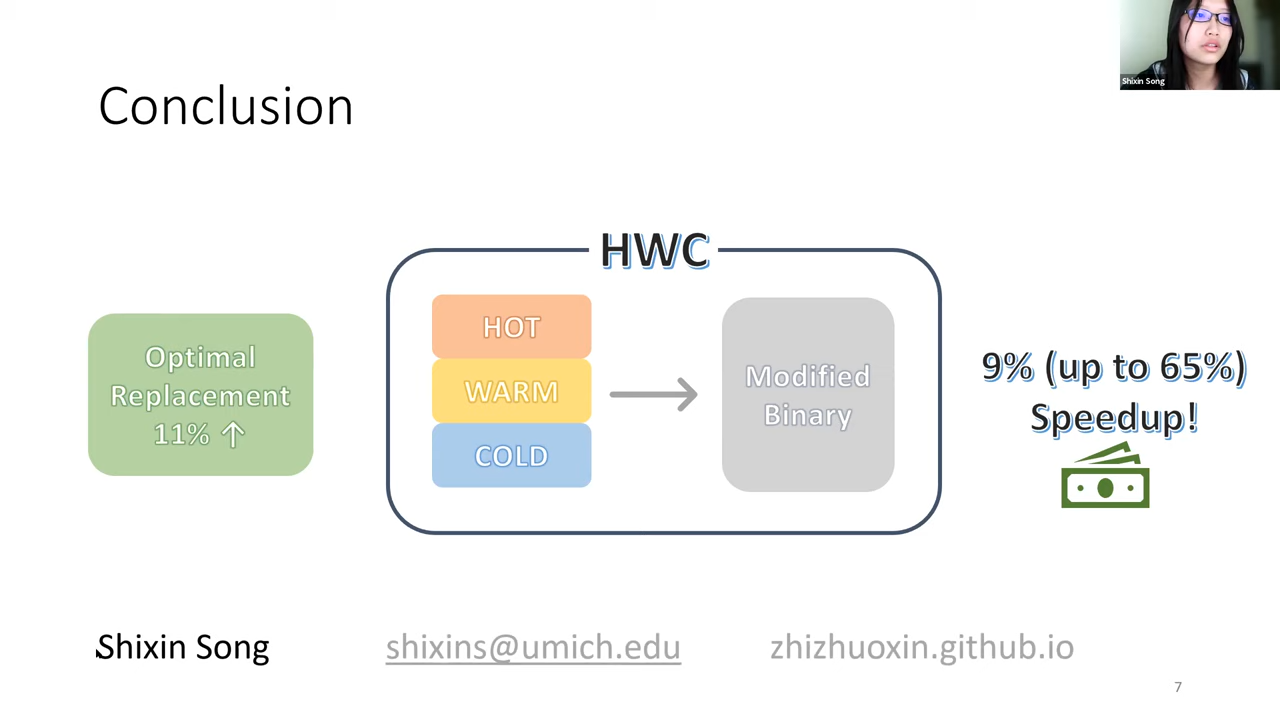 Shixin Song
Conclusion
HWC
Optimal
Replacement
11% ↑
HOT
WARM
COLD
Modified
Binary
9% (up to 65%)
Speedup!
Shixin Song
shixins@umich.edu
zhizhuoxin.github.io
7